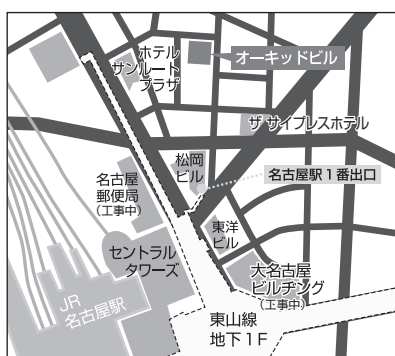 ホテル
サンルート
プラザ
オーキッドビル
ザ サイプレスホテル
松岡
ビル
名古屋駅1番出口
名古屋
郵便局
(工事中)
東洋
ビル
セントラル
タワーズ
大名古屋
ビルヂング
(工事中)
JR
名古屋駅
東山線
地下1F